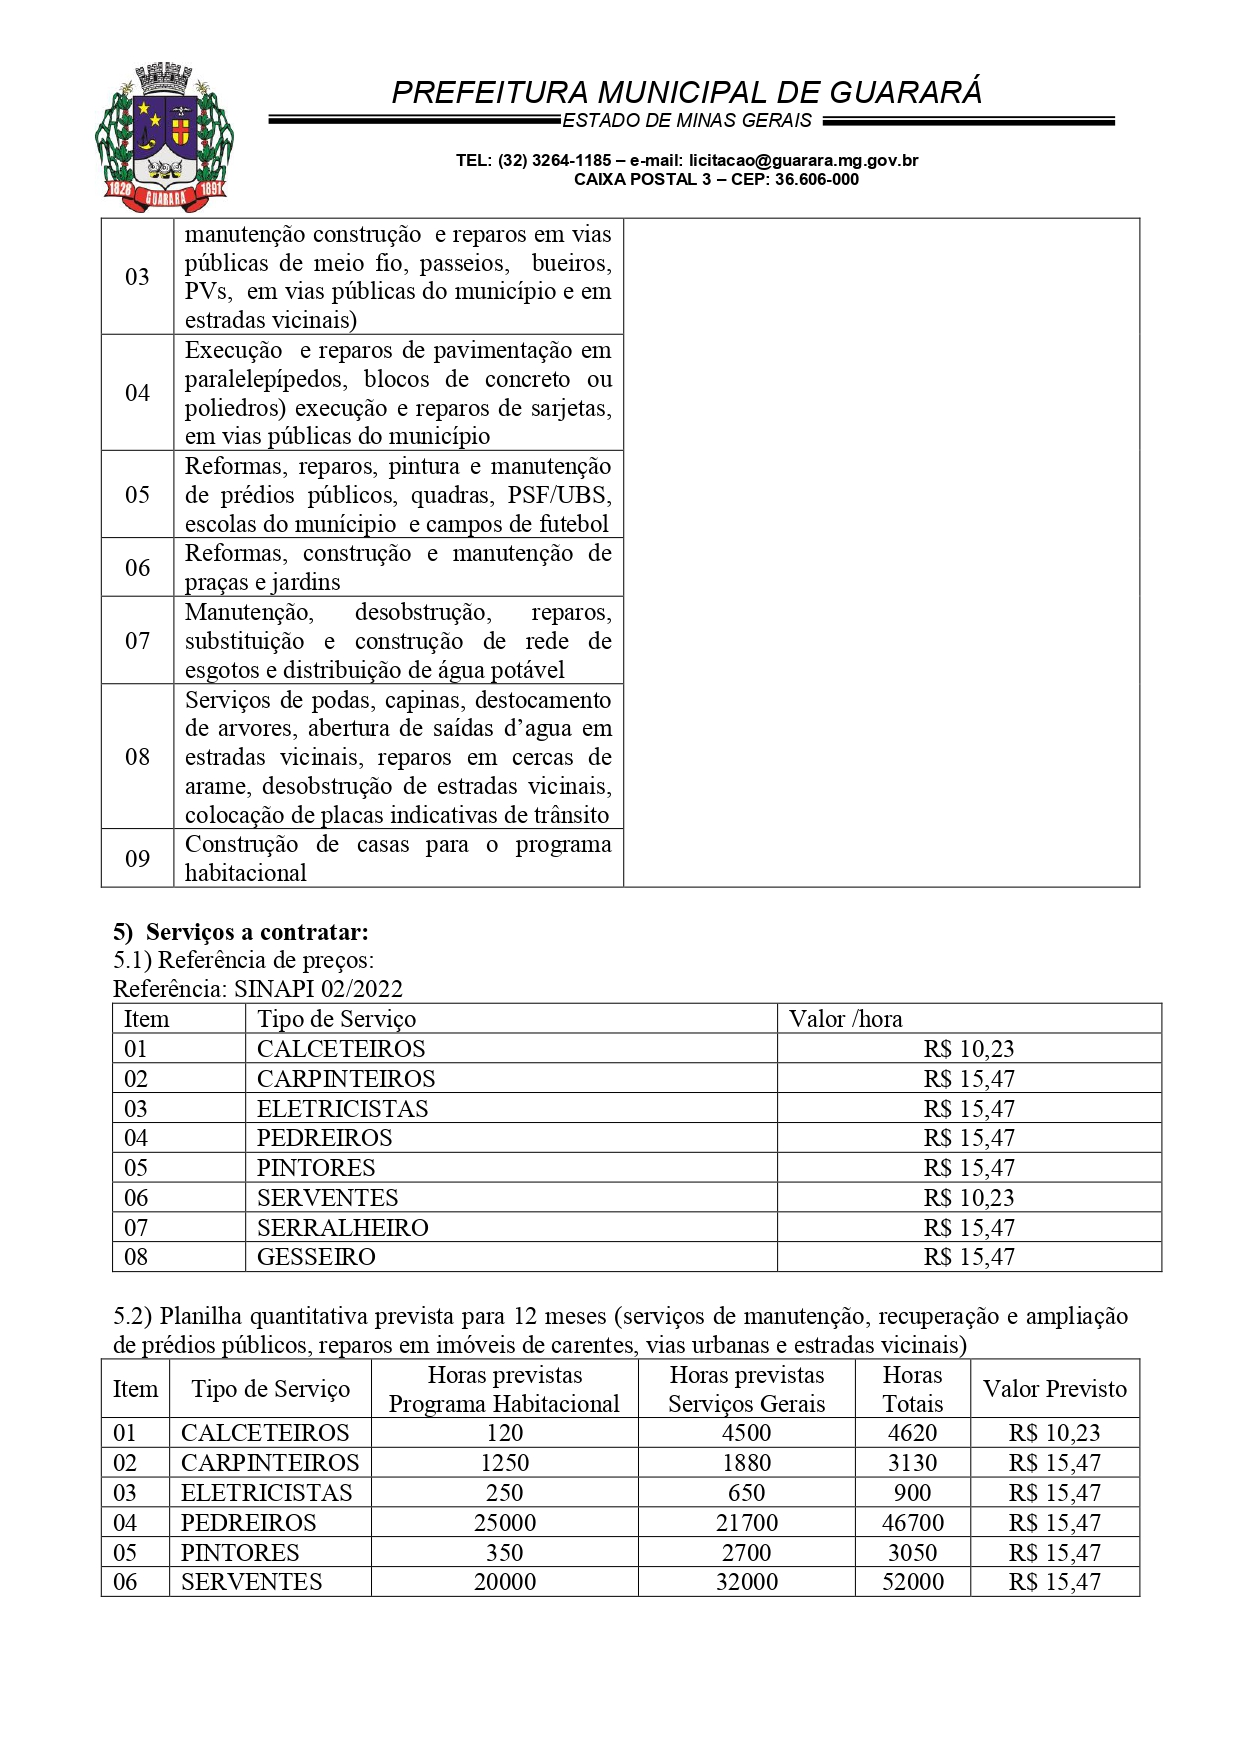 PREFEITURA MUNICIPAL DE GUARARÁ
ESTADO DE MINAS GERAIS
TEL: (32) 3264-1185 – e-mail: licitacao@guarara.mg.gov.br
CAIXA POSTAL 3 – CEP: 36.606-000
1828 GUARARÁ 1891
03
manutenção construção e reparos em vias
públicas de meio fio, passeios, bueiros,
PVs, em vias públicas do município e em
estradas vicinais)
04
Execução e reparos de pavimentação em
paralelepípedos, blocos de concreto ou
poliedros) execução e reparos de sarjetas,
em vias públicas do município
05
Reformas, reparos, pintura e manutenção
de prédios públicos, quadras, PSF/UBS,
escolas do munícipio e campos de futebol
06
Reformas, construção e manutenção de
praças e jardins
07
Manutenção, desobstrução, reparos,
substituição e construção de rede de
esgotos e distribuição de água potável
08
Serviços de podas, capinas, destocamento
de arvores, abertura de saídas d’agua em
estradas vicinais, reparos em cercas de
arame, desobstrução de estradas vicinais,
colocação de placas indicativas de trânsito
09
Construção de casas para o programa
habitacional
5) Serviços a contratar:
5.1) Referência de preços:
Referência: SINAPI 02/2022
Item Tipo de Serviço Valor /hora
01 CALCETEIROS R$ 10,23
02 CARPINTEIROS R$ 15,47
03 ELETRICISTAS R$ 15,47
04 PEDREIROS R$ 15,47
05 PINTORES R$ 15,47
06 SERVENTES R$ 10,23
07 SERRALHEIRO R$ 15,47
08 GESSEIRO R$ 15,47
5.2) Planilha quantitativa prevista para 12 meses (serviços de manutenção, recuperação e ampliação
de prédios públicos, reparos em imóveis de carentes, vias urbanas e estradas vicinais)
Item Tipo de Serviço Horas previstas Programa Habitacional Horas previstas Serviços Gerais Horas Totais Valor Previsto
01 CALCETEIROS 120 4500 4620 R$ 10,23
02 CARPINTEIROS 1250 1880 3130 R$ 15,47
03 ELETRICISTAS 250 650 900 R$ 15,47
04 PEDREIROS 25000 21700 46700 R$ 15,47
05 PINTORES 350 2700 3050 R$ 15,47
06 SERVENTES 20000 32000 52000 R$ 15,47